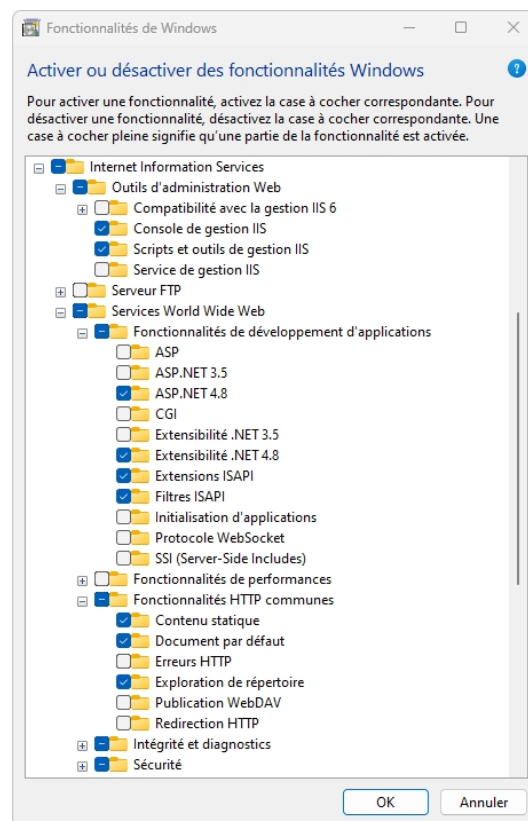 Fonctionnalités de Windows
Activer ou désactiver des fonctionnalités Windows
?
Pour activer une fonctionnalité, activez la case à cocher correspondante. Pour
désactiver une fonctionnalité, désactivez la case à cocher correspondante. Une
case à cocher pleine signifie qu'une partie de la fonctionnalité est activée.
Internet Information Services
Outils d'administration Web
Compatibilité avec la gestion IIS 6
Console de gestion IIS
Scripts et outils de gestion IIS
Service de gestion IIS
Serveur FTP
Services World Wide Web
Fonctionnalités de développement d'applications
ASP
ASP.NET 3.5
ASP.NET 4.8
CGI
Extensibilité .NET 3.5
Extensibilité .NET 4.8
Extensions ISAPI
Filtres ISAPI
Initialisation d'applications
Protocole WebSocket
SSI (Server-Side Includes)
Fonctionnalités de performances
Fonctionnalités HTTP communes
Contenu statique
Document par défaut
Erreurs HTTP
Exploration de répertoire
Publication WebDAV
Redirection HTTP
Intégrité et diagnostics
Sécurité
OK
Annuler